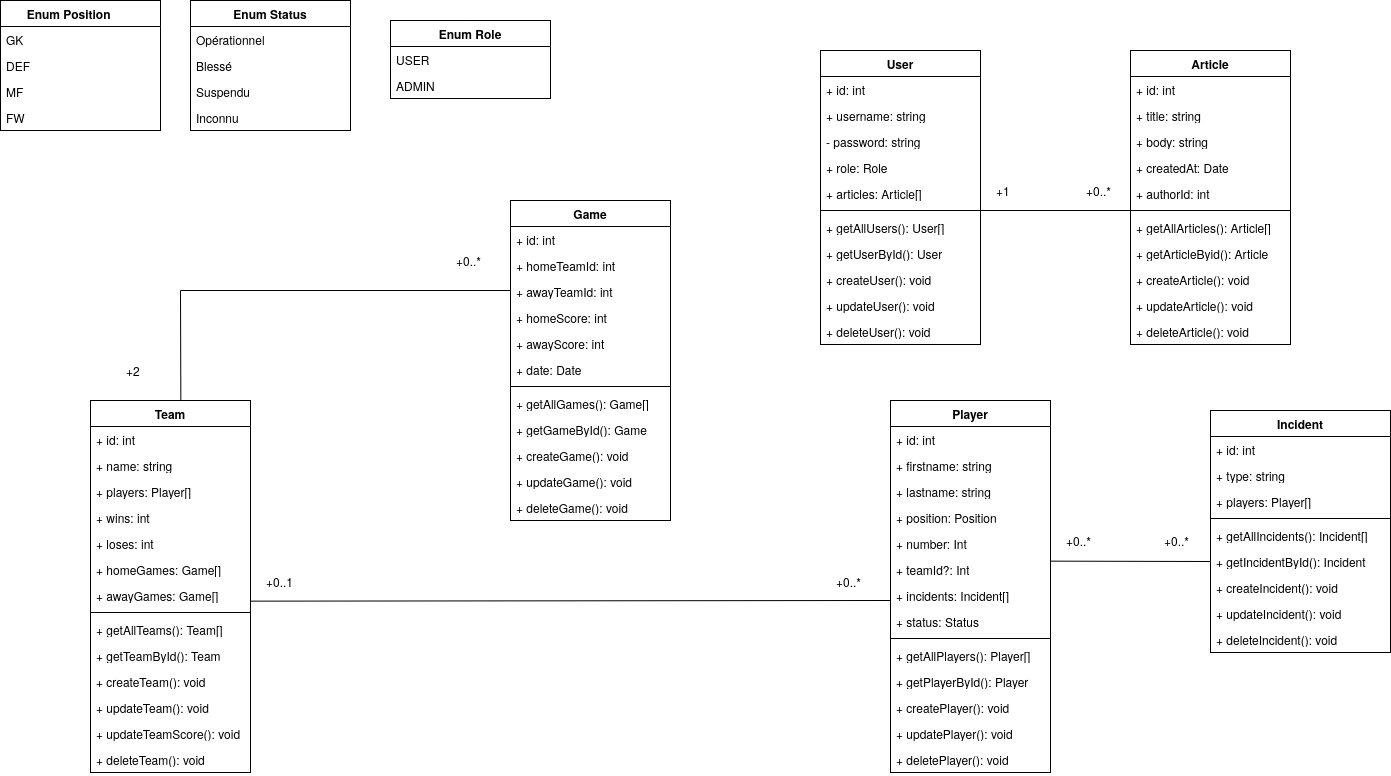 Enum Position
GK
DEF
MF
FW
Enum Status
Opérationnel
Blessé
Suspendu
Inconnu
Enum Role
USER
ADMIN
User
+ id: int
+ username: string
- password: string
+ role: Role
+ articles: Article[]
+ getAllUsers(): User[]
+ getUserById(): User
+ createUser(): void
+ updateUser(): void
+ deleteUser(): void
+1
+0..*
Article
+ id: int
+ title: string
+ body: string
+ createdAt: Date
+ authorId: int
+ getAllArticles(): Article[]
+ getArticleByid(): Article
+ createArticle(): void
+ updateArticle(): void
+ deleteArticle(): void
Game
+ id: int
+ homeTeamId: int
+ awayTeamId: int
+ homeScore: int
+ awayScore: int
+ date: Date
+ getAllGames(): Game[]
+ getGameById(): Game
+ createGame(): void
+ updateGame(): void
+ deleteGame(): void
+0..*
+2
Team
+ id: int
+ name: string
+ players: Player[]
+ wins: int
+ loses: int
+ homeGames: Game[]
+ awayGames: Game[]
+ getAllTeams(): Team[]
+ getTeamById(): Team
+ createTeam(): void
+ updateTeam(): void
+ updateTeamScore(): void
+ deleteTeam(): void
+0..1
+0..*
Player
+ id: int
+ firstname: string
+ lastname: string
+ position: Position
+ number: Int
+ teamId?: Int
+ incidents: Incident[]
+ status: Status
+ getAllPlayers(): Player[]
+ getPlayerById(): Player
+ createPlayer(): void
+ updatePlayer(): void
+ deletePlayer(): void
+0..*
+0..*
Incident
+ id: int
+ type: string
+ players: Player[]
+ getAllIncidents(): Incident[]
+ getIncidentById(): Incident
+ createIncident(): void
+ updateIncident(): void
+ deleteIncident(): void